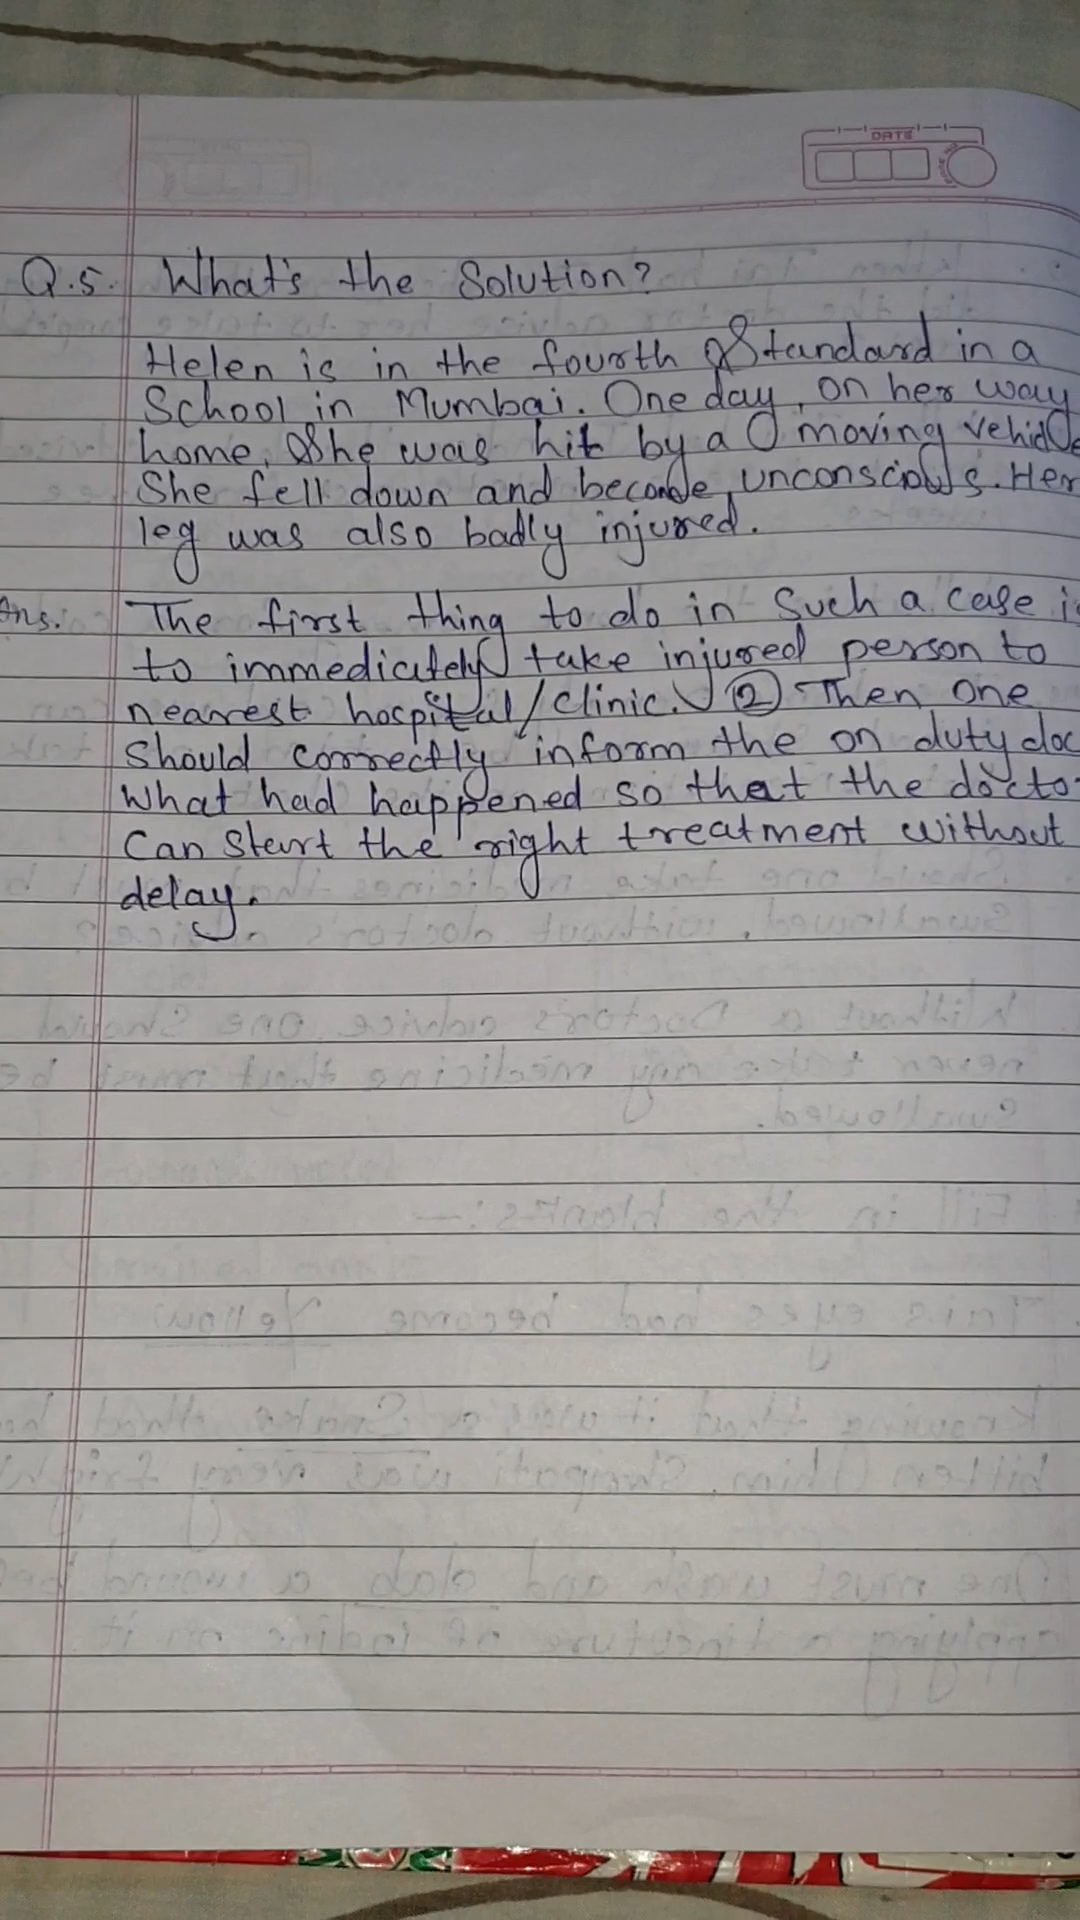 DATE
Q.5. What's the Solution?
Helen is in the fourth Standard in a
School in Mumbai. One day, on her way
home, She was hit by a moving vehicle
She fell down and become unconscious. Her
leg was also badly injured.
Ans. The first thing to do in Such a case is
to immediately take injured person to
nearest hospital/Clinic. ② Then one
Should correctly inform the on duty doc
What had happened so that the docto
Can Start the right treatment without
delay.